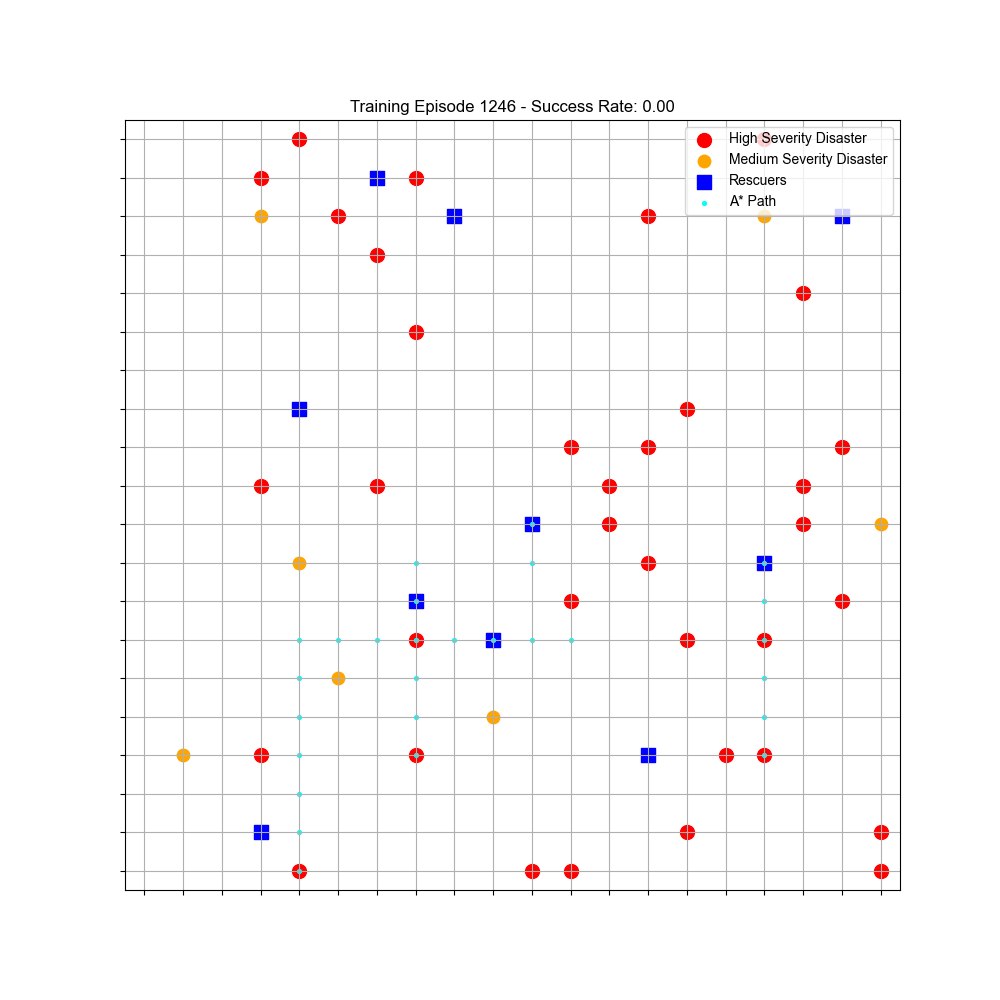 Training Episode 1246 - Success Rate: 0.00
High Severity Disaster
Medium Severity Disaster
Rescuers
A* Path